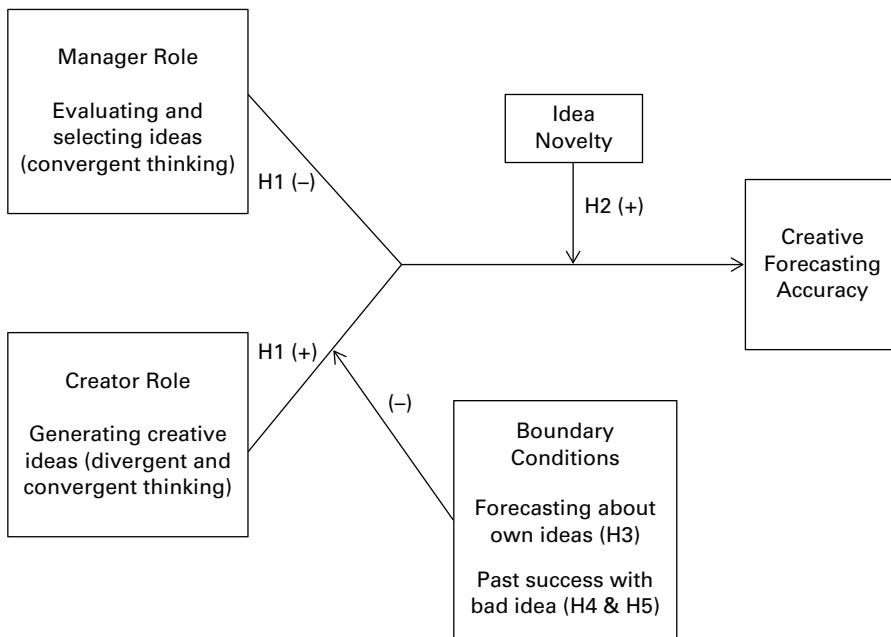 Manager Role
Evaluating and
selecting ideas
(convergent thinking)
H1 (–)
Idea
Novelty
H2 (+)
Creative
Forecasting
Accuracy
Creator Role
Generating creative
ideas (divergent and
convergent thinking)
H1 (+)
(–)
Boundary
Conditions
Forecasting about
own ideas (H3)
Past success with
bad idea (H4 & H5)